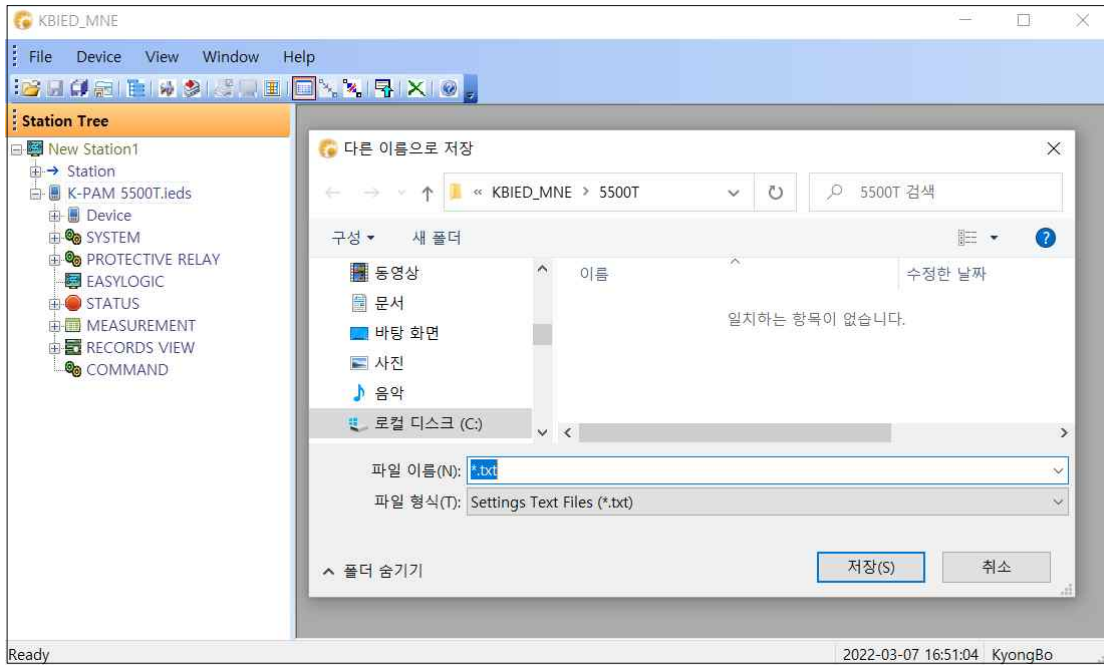 KBIED_MNE
File Device View Window Help
Station Tree
New Station1
Station
K-PAM 5500T.ieds
Device
SYSTEM
PROTECTIVE RELAY
EASYLOGIC
STATUS
MEASUREMENT
RECORDS VIEW
COMMAND
다른 이름으로 저장
« KBIED_MNE > 5500T
5500T 검색
구성 새 폴더
동영상
문서
바탕 화면
사진
음악
로컬 디스크 (C:)
이름 수정한 날짜
일치하는 항목이 없습니다.
파일 이름(N): *.txt
파일 형식(T): Settings Text Files (*.txt)
폴더 숨기기
저장(S) 취소
Ready 2022-03-07 16:51:04 KyongBo